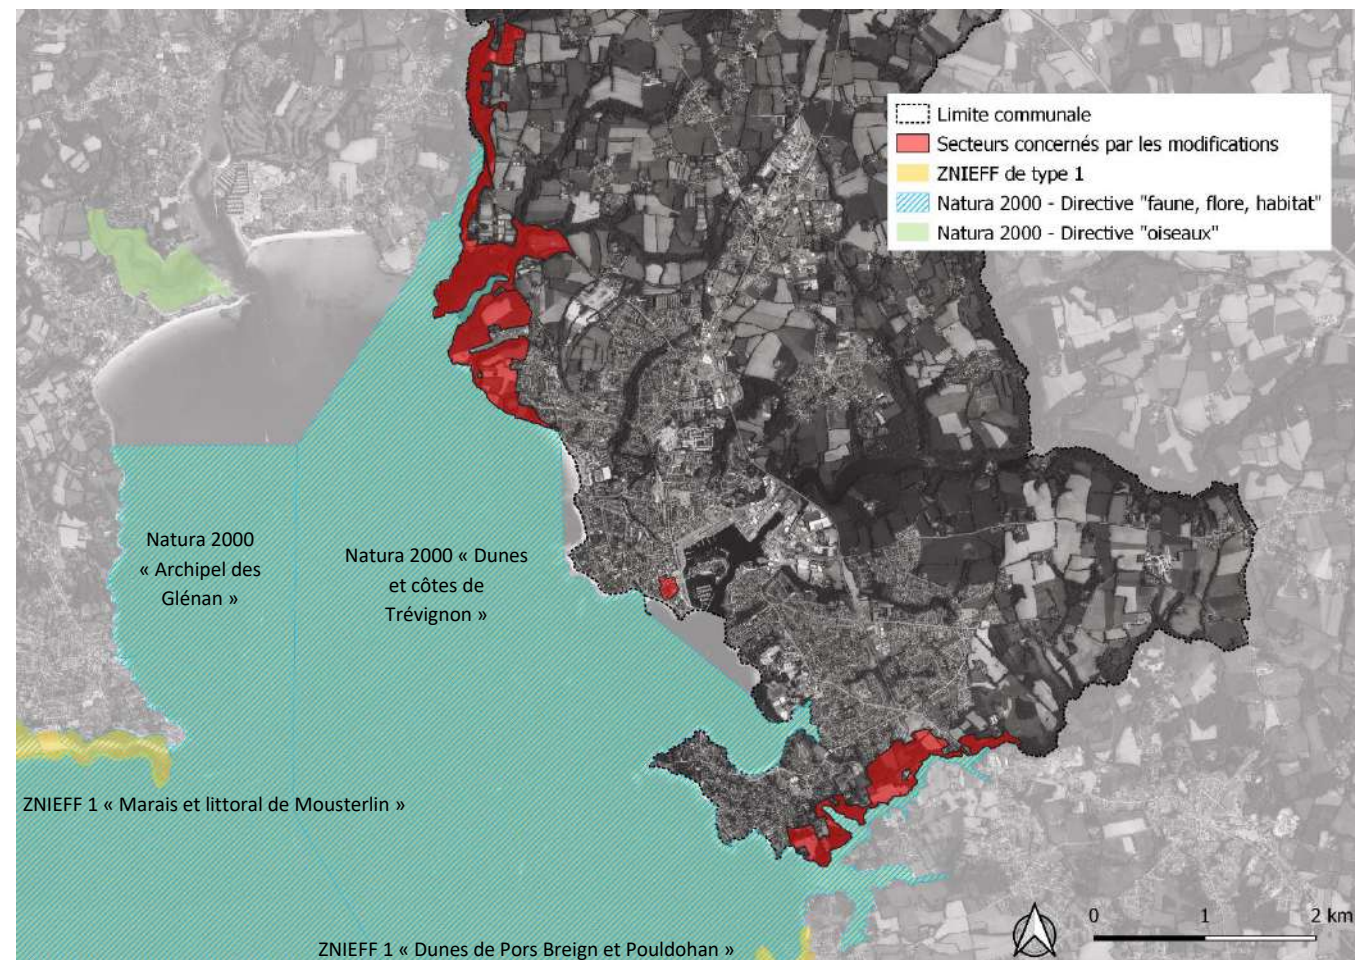 Limite communale
Secteurs concernés par les modifications
ZNIEFF de type 1
Natura 2000 - Directive "faune, flore, habitat"
Natura 2000 - Directive "oiseaux"
Natura 2000
« Archipel des
Glénan »
Natura 2000 « Dunes
et côtes de
Trévignon »
ZNIEFF 1 « Marais et littoral de Mousterlin »
ZNIEFF 1 « Dunes de Pors Breign et Pouldohan »
0 1 2 km